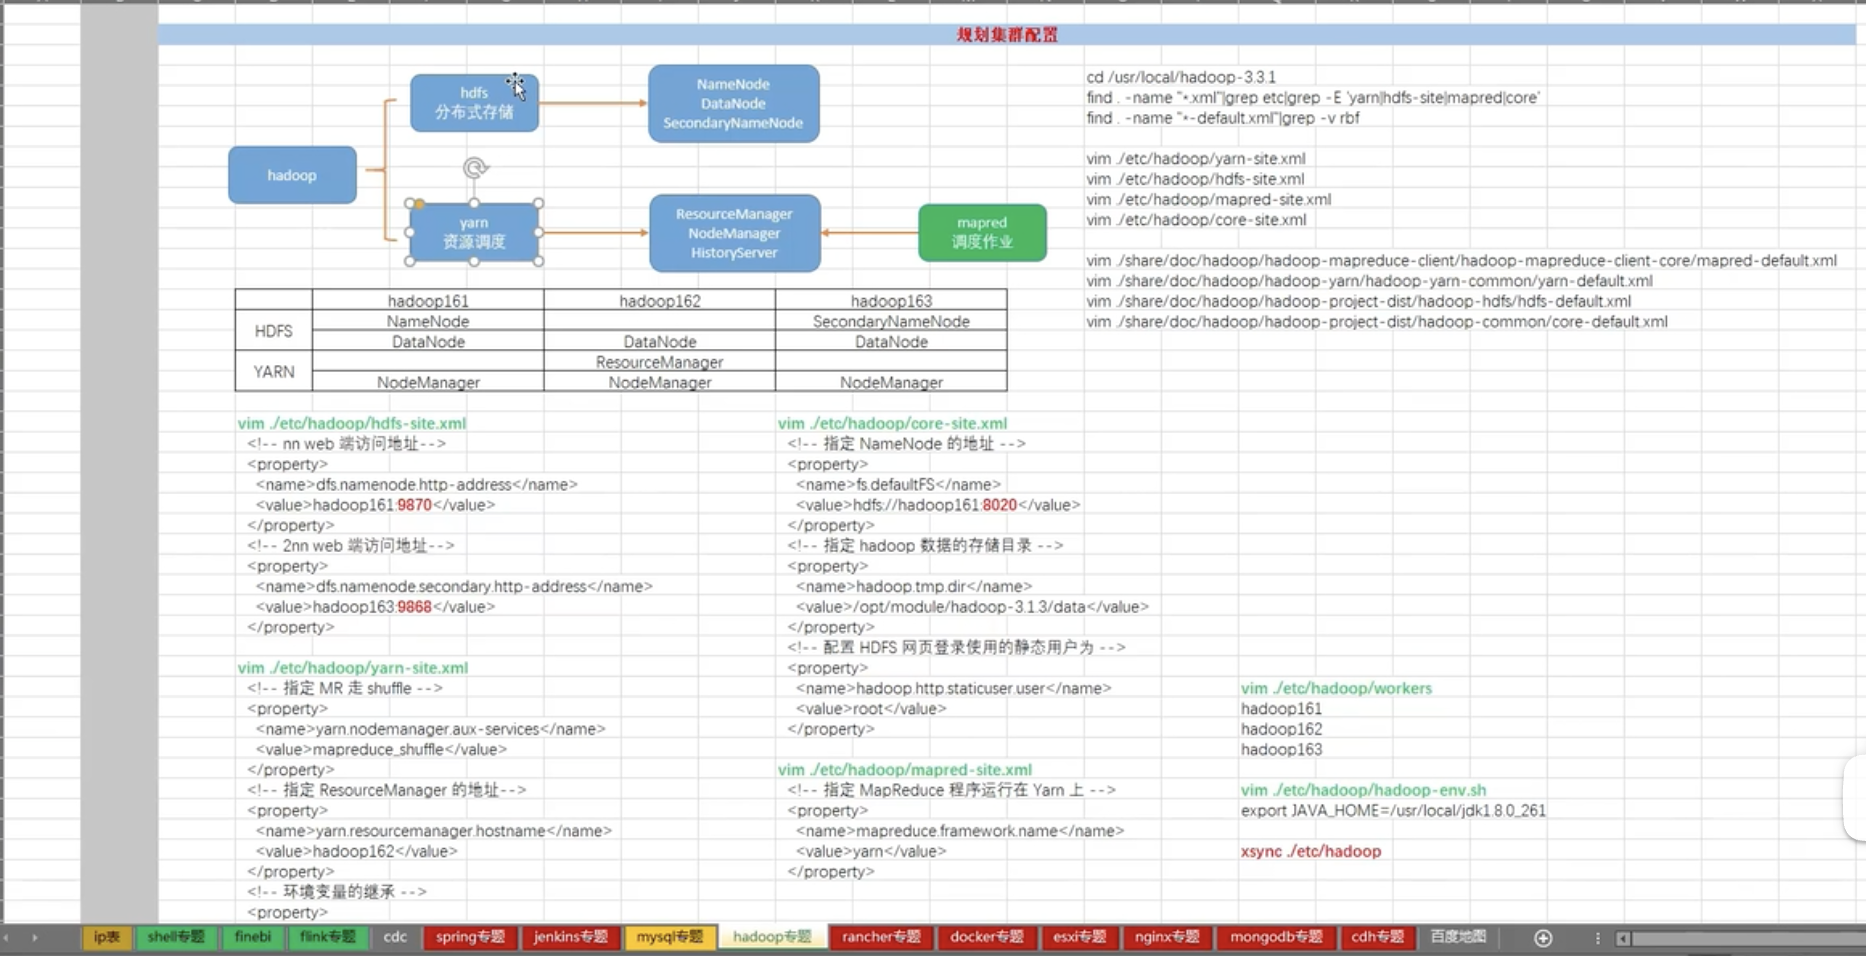 规划集群配置
hadoop
hdfs
分布式存储
NameNode
DataNode
SecondaryNameNode
yarn
资源调度
ResourceManager
NodeManager
HistoryServer
mapred
调度作业
cd /usr/local/hadoop-3.3.1
find . -name "*.xml"|grep etc|grep -E 'yarn|hdfs-site|mapred|core'
find . -name "*-default.xml"|grep -v rbf
vim ./etc/hadoop/yarn-site.xml
vim ./etc/hadoop/hdfs-site.xml
vim ./etc/hadoop/mapred-site.xml
vim ./etc/hadoop/core-site.xml
vim ./share/doc/hadoop/hadoop-mapreduce-client/hadoop-mapreduce-client-core/mapred-default.xml
vim ./share/doc/hadoop/hadoop-yarn/hadoop-yarn-common/yarn-default.xml
vim ./share/doc/hadoop/hadoop-project-dist/hadoop-hdfs/hdfs-default.xml
vim ./share/doc/hadoop/hadoop-project-dist/hadoop-common/core-default.xml
hadoop161 hadoop162 hadoop163
HDFS
NameNode SecondaryNameNode
DataNode DataNode DataNode
YARN
ResourceManager
NodeManager NodeManager NodeManager
vim ./etc/hadoop/hdfs-site.xml
<!-- nn web 端访问地址-->
<property>
<name>dfs.namenode.http-address</name>
<value>hadoop161:9870</value>
</property>
<!-- 2nn web 端访问地址-->
<property>
<name>dfs.namenode.secondary.http-address</name>
<value>hadoop163:9868</value>
</property>
vim ./etc/hadoop/yarn-site.xml
<!-- 指定 MR 走 shuffle -->
<property>
<name>yarn.nodemanager.aux-services</name>
<value>mapreduce_shuffle</value>
</property>
<!-- 指定 ResourceManager 的地址-->
<property>
<name>yarn.resourcemanager.hostname</name>
<value>hadoop162</value>
</property>
<!-- 环境变量的继承 -->
<property>
vim ./etc/hadoop/core-site.xml
<!-- 指定 NameNode 的地址 -->
<property>
<name>fs.defaultFS</name>
<value>hdfs://hadoop161:8020</value>
</property>
<!-- 指定 hadoop 数据的存储目录 -->
<property>
<name>hadoop.tmp.dir</name>
<value>/opt/module/hadoop-3.1.3/data</value>
</property>
<!-- 配置 HDFS 网页登录使用的静态用户为 -->
<property>
<name>hadoop.http.staticuser.user</name>
<value>root</value>
</property>
vim ./etc/hadoop/mapred-site.xml
<!-- 指定 MapReduce 程序运行在 Yarn 上 -->
<property>
<name>mapreduce.framework.name</name>
<value>yarn</value>
</property>
vim ./etc/hadoop/workers
hadoop161
hadoop162
hadoop163
vim ./etc/hadoop/hadoop-env.sh
export JAVA_HOME=/usr/local/jdk1.8.0_261
xsync ./etc/hadoop
ip表 shell专题 finebi flink专题 cdc spring专题 jenkins专题 mysql专题 hadoop专题 rancher专题 docker专题 esxi专题 nginx专题 mongodb专题 cdh专题 百度地图